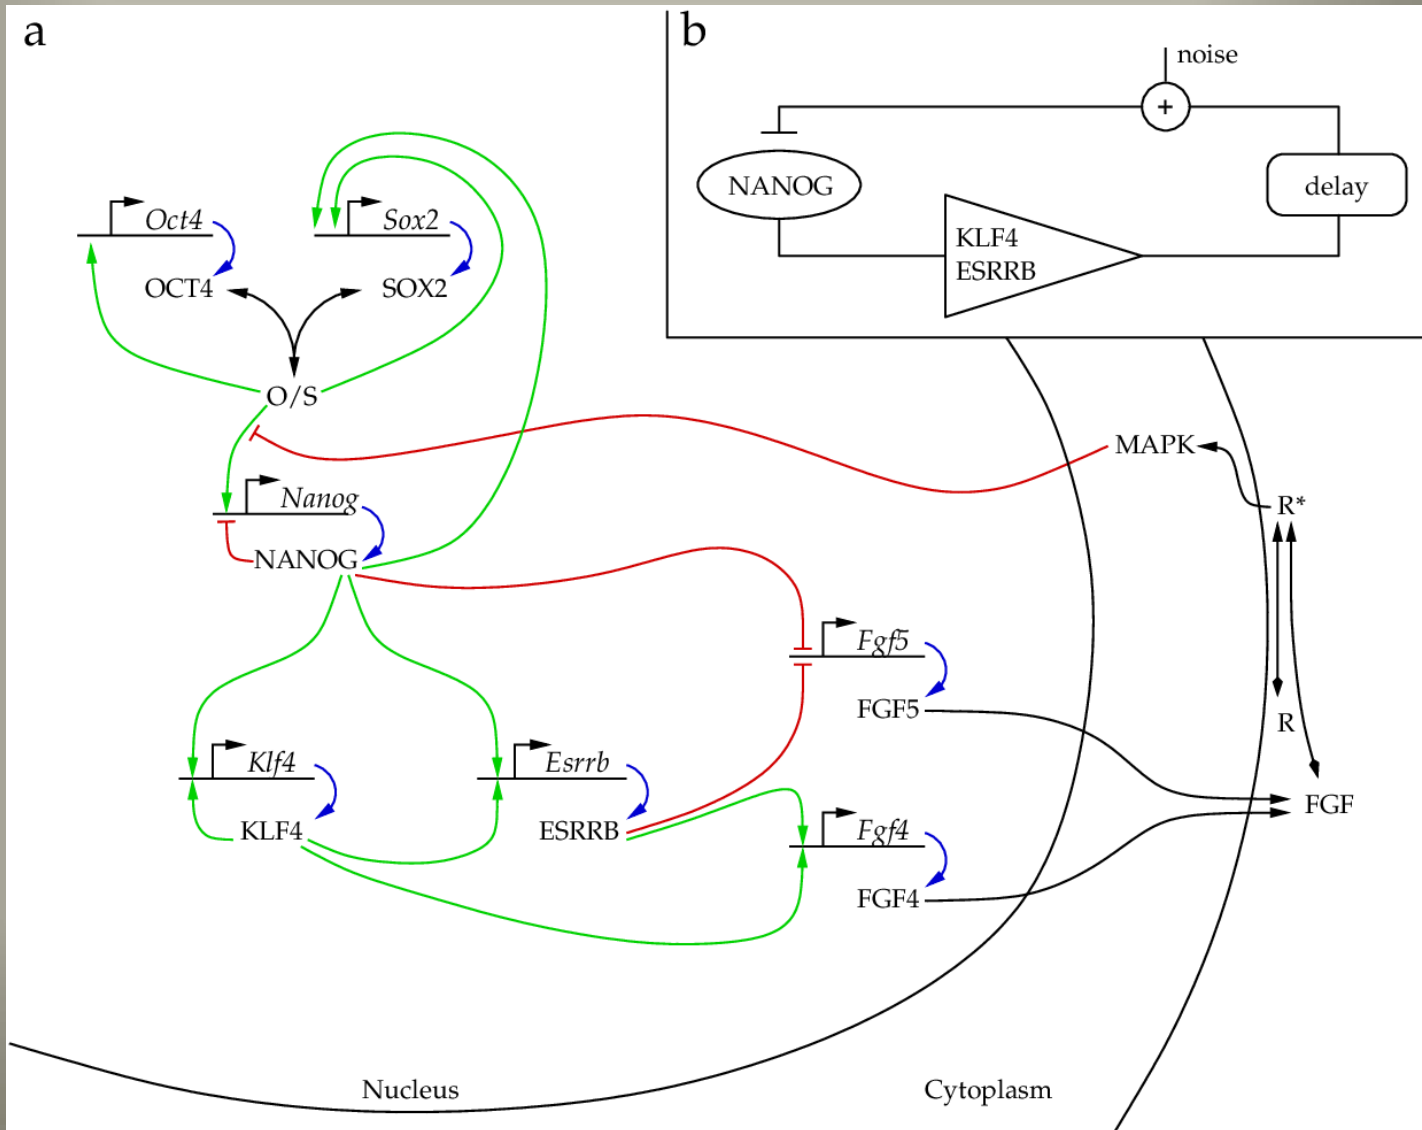 a
b
noise
+
NANOG
delay
KLF4
ESRRB
Oct4
Sox2
OCT4
SOX2
O/S
MAPK
Nanog
R*
NANOG
Fgf5
FGF5
R
Klf4
Esrrb
FGF
KLF4
ESRRB
Fgf4
FGF4
Nucleus
Cytoplasm